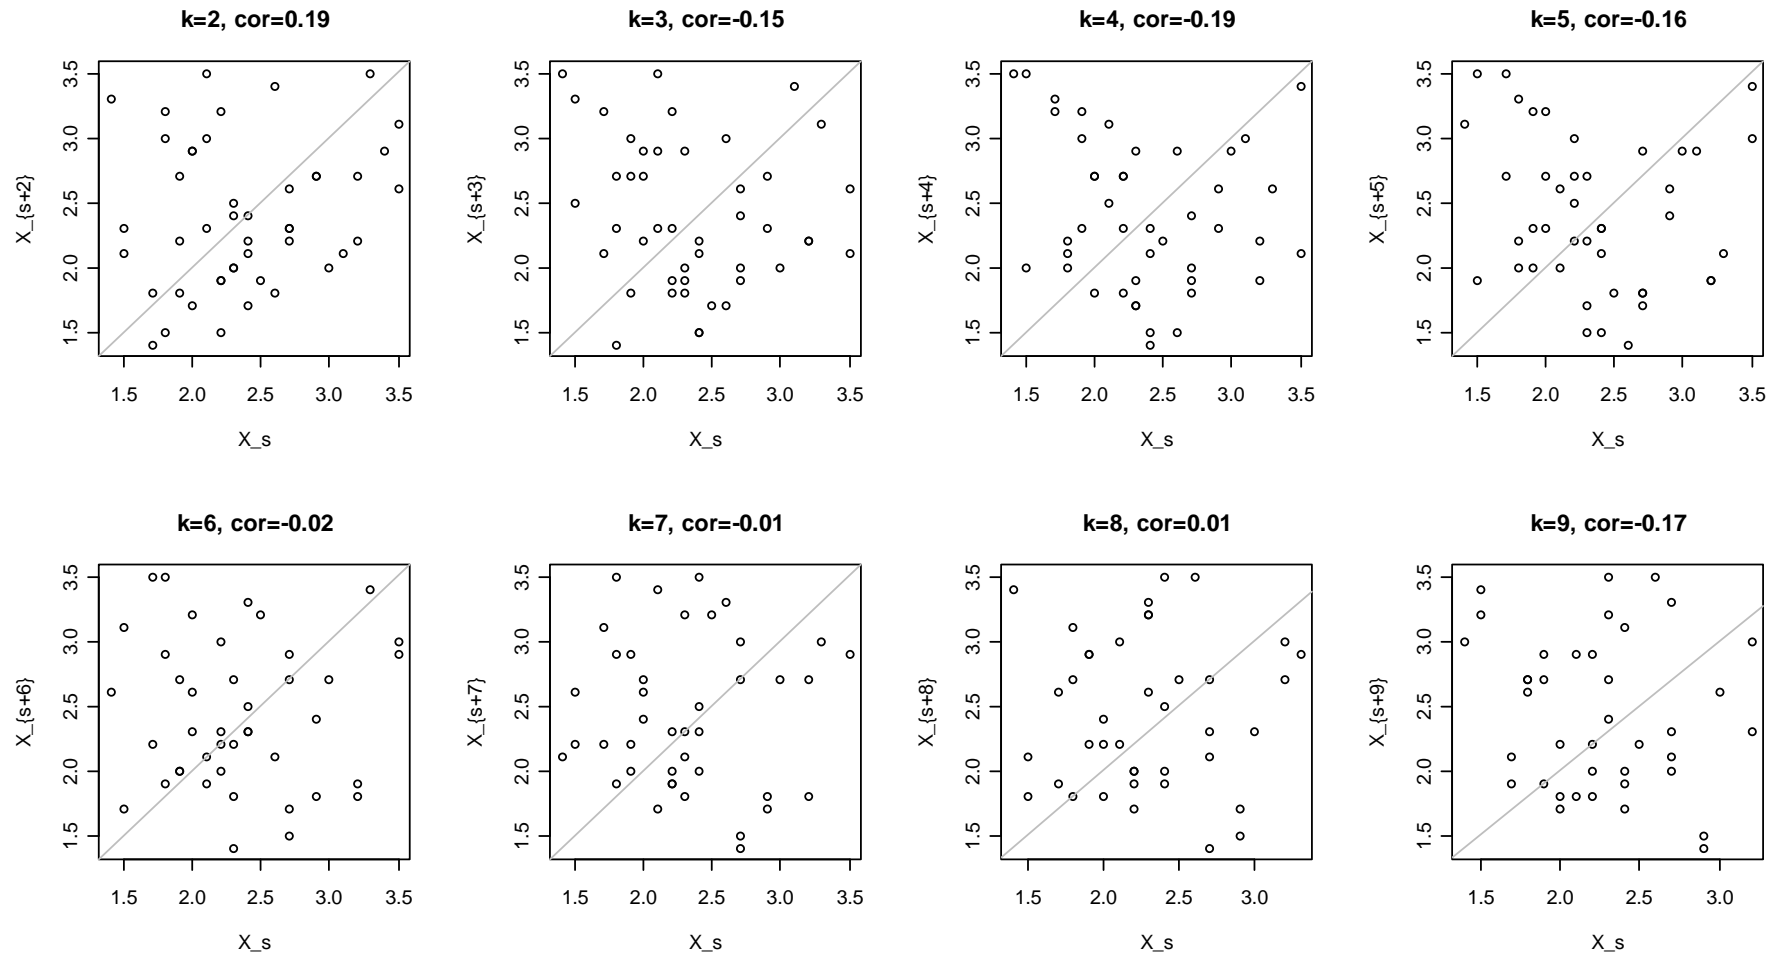 k=2, cor=0.19
k=3, cor=-0.15
k=4, cor=-0.19
k=5, cor=-0.16
X_{s+2}
1.5 2.0 2.5 3.0 3.5
1.5 2.0 2.5 3.0 3.5
X_s
X_{s+3}
1.5 2.0 2.5 3.0 3.5
1.5 2.0 2.5 3.0 3.5
X_s
X_{s+4}
1.5 2.0 2.5 3.0 3.5
1.5 2.0 2.5 3.0 3.5
X_s
X_{s+5}
1.5 2.0 2.5 3.0 3.5
1.5 2.0 2.5 3.0 3.5
X_s
k=6, cor=-0.02
k=7, cor=-0.01
k=8, cor=0.01
k=9, cor=-0.17
X_{s+6}
1.5 2.0 2.5 3.0 3.5
1.5 2.0 2.5 3.0 3.5
X_s
X_{s+7}
1.5 2.0 2.5 3.0 3.5
1.5 2.0 2.5 3.0 3.5
X_s
X_{s+8}
1.5 2.0 2.5 3.0 3.5
1.5 2.0 2.5 3.0
X_s
X_{s+9}
1.5 2.0 2.5 3.0 3.5
1.5 2.0 2.5 3.0
X_s